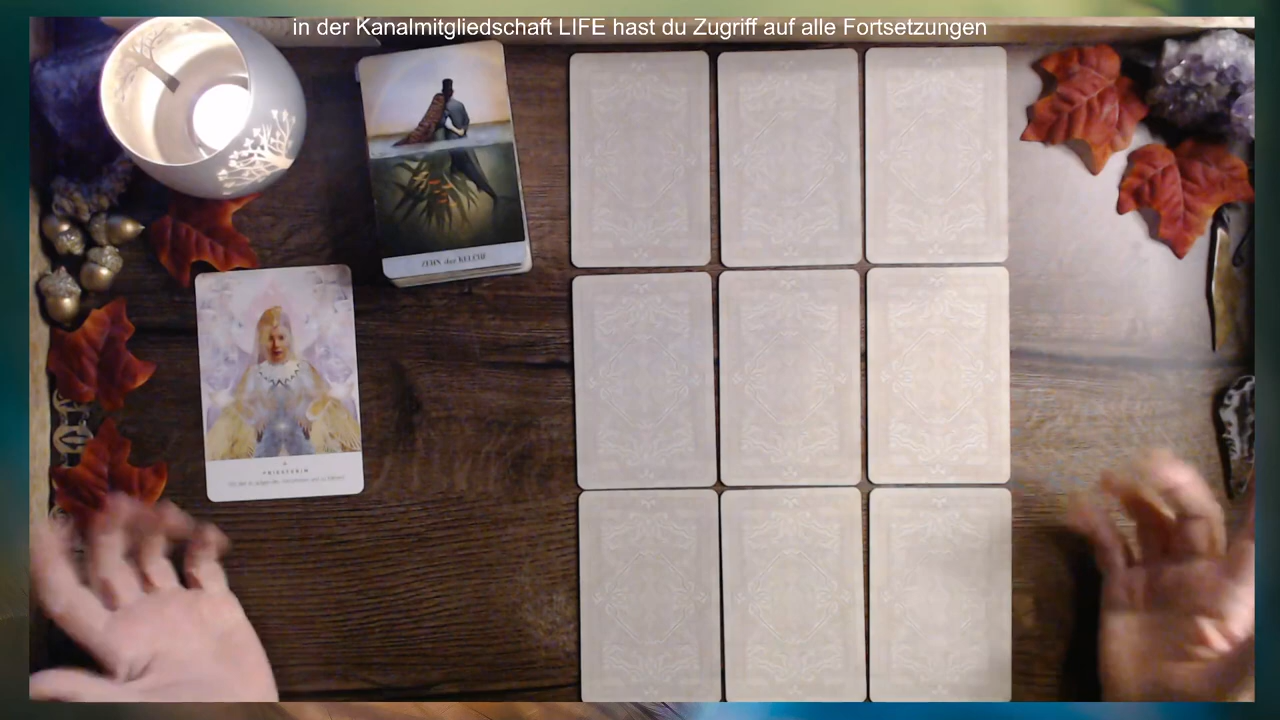 in der Kanalmitgliedschaft LIFE hast du Zugriff auf alle Fortsetzungen
ZEHN der KELCHE
PRIESTERIN